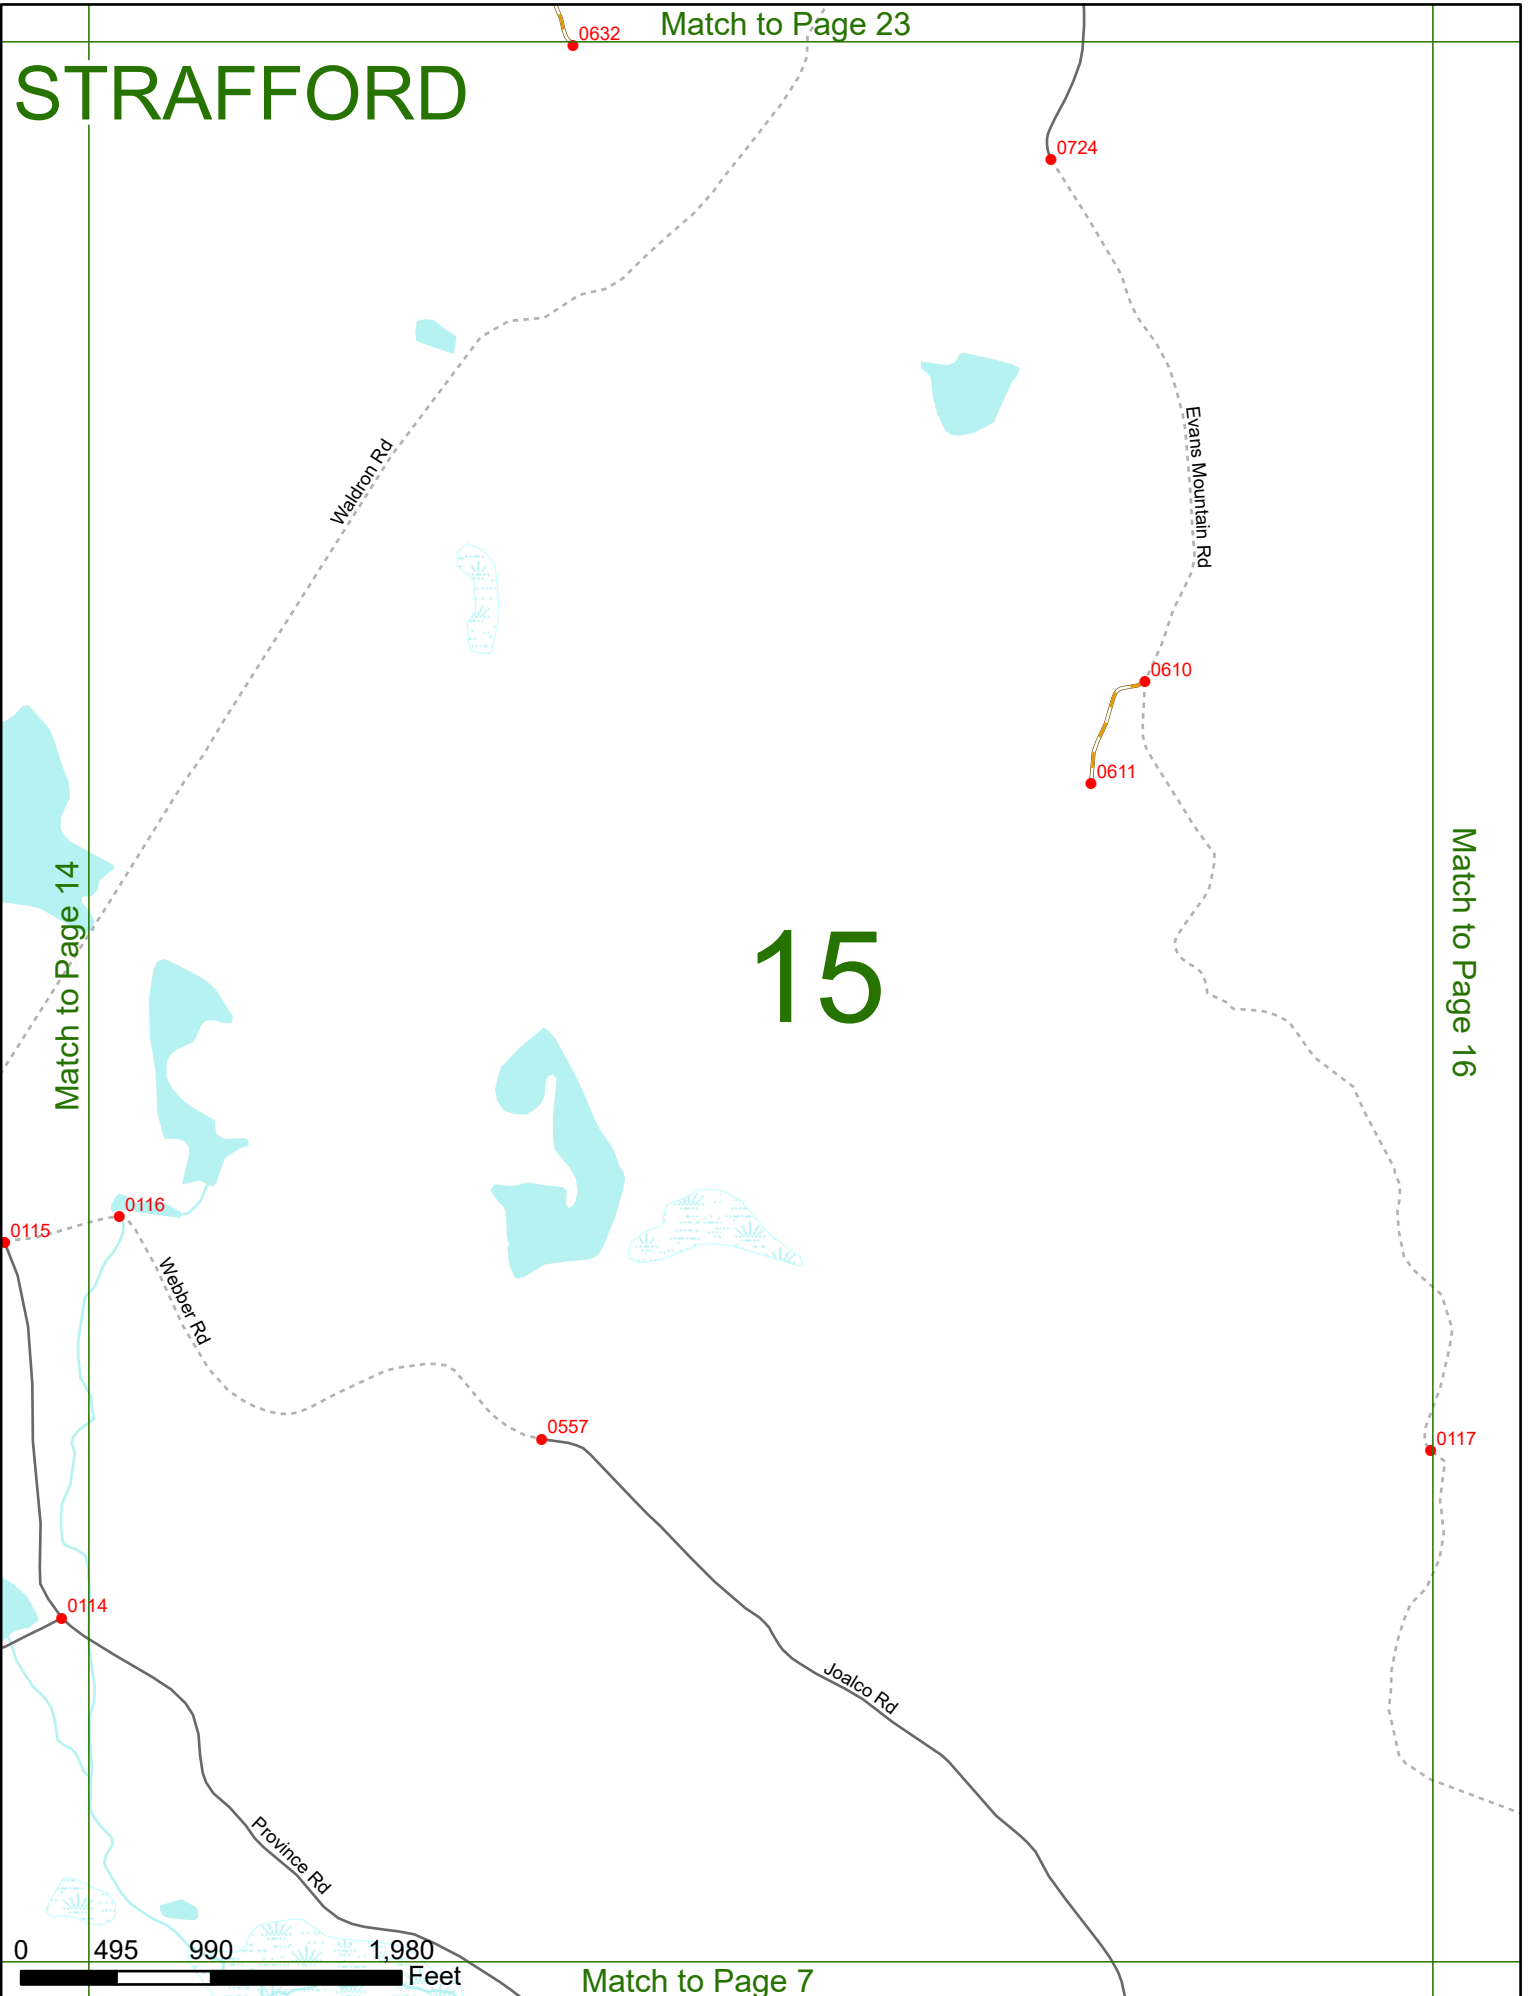 Match to Page 23
0632
STRAFFORD
0724
Waldron Rd
Evans Mountain Rd
0610
0611
Match to Page 14
15
Match to Page 16
0116
0115
Webber Rd
0557
0117
0114
Joalco Rd
Province Rd
0 495 990 1,980
Feet
Match to Page 7